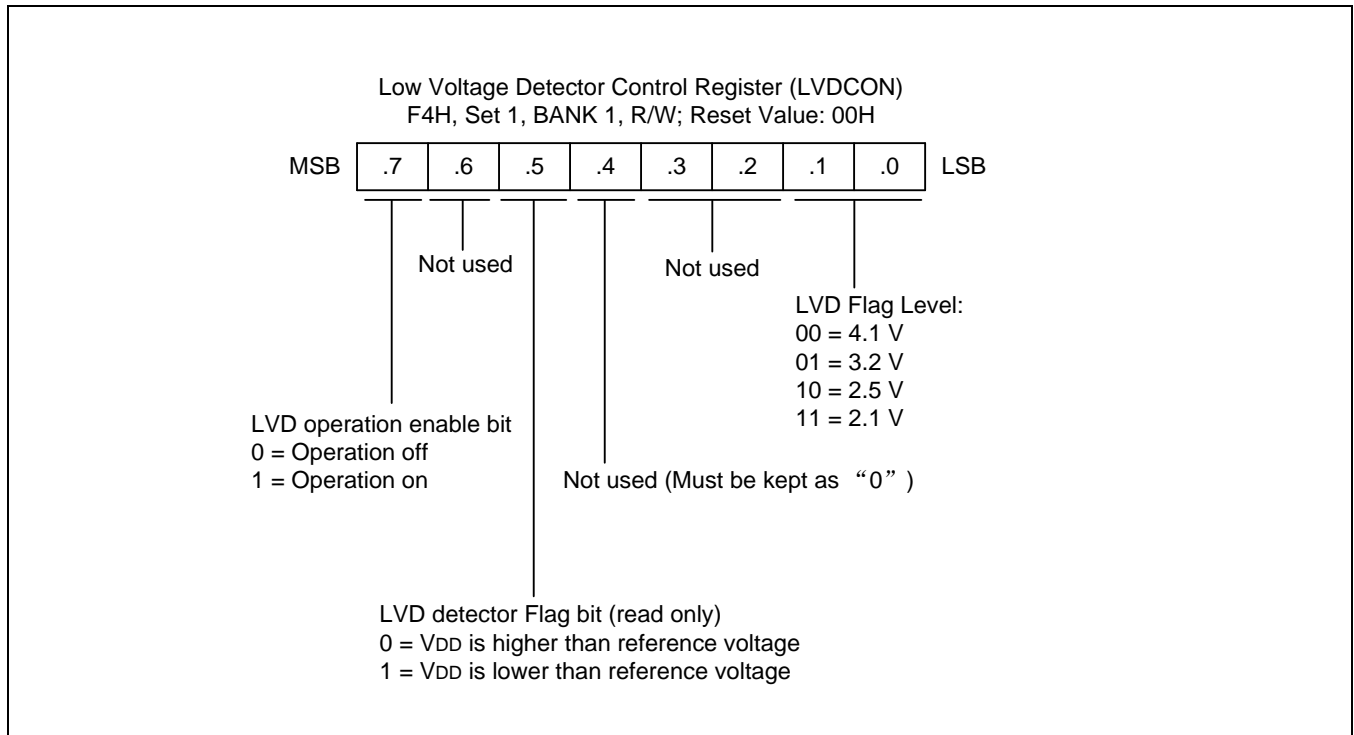 Low Voltage Detector Control Register (LVDCON)
F4H, Set 1, BANK 1, R/W; Reset Value: 00H
MSB .7 .6 .5 .4 .3 .2 .1 .0 LSB
Not used
Not used
LVD Flag Level:
00 = 4.1 V
01 = 3.2 V
10 = 2.5 V
11 = 2.1 V
LVD operation enable bit
0 = Operation off
1 = Operation on
Not used (Must be kept as “0”)
LVD detector Flag bit (read only)
0 = VDD is higher than reference voltage
1 = VDD is lower than reference voltage